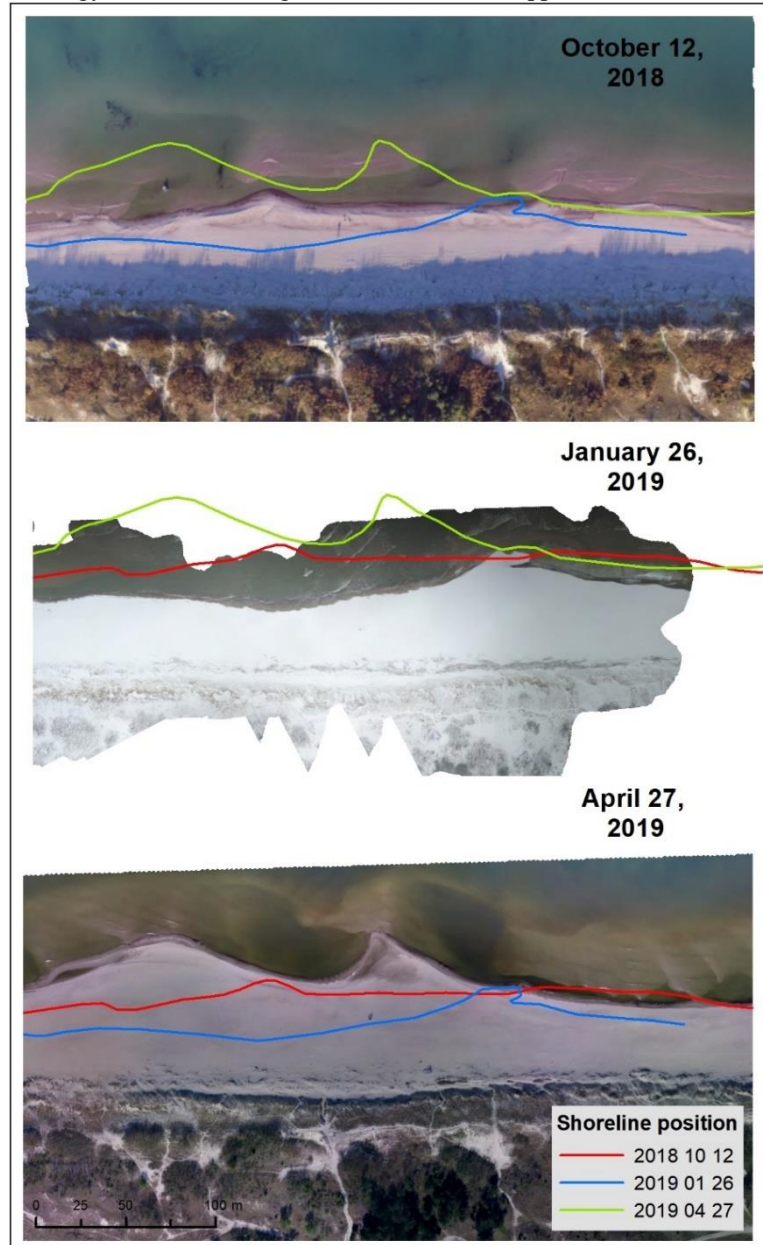 October 12,
2018
January 26,
2019
April 27,
2019
Shoreline position
2018 10 12
2019 01 26
2019 04 27
0 25 50 100 m